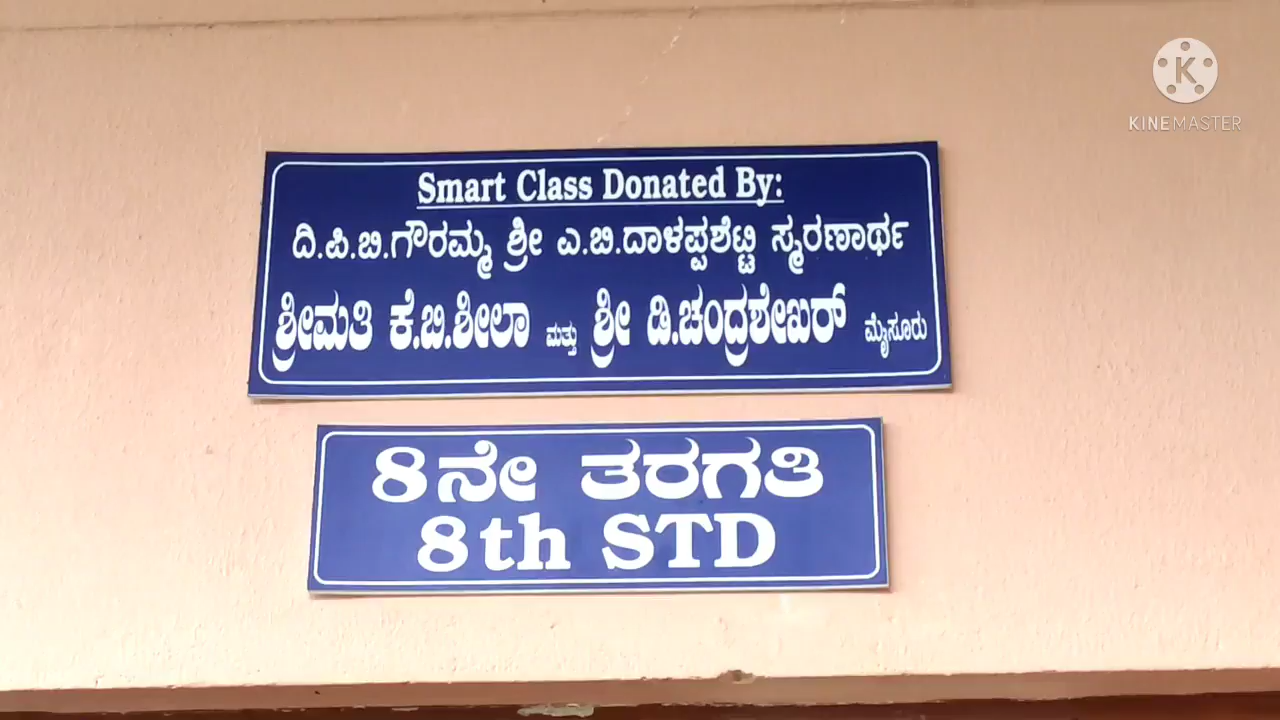 KINEMASTER
Smart Class Donated By:
ದಿ.ಪಿ.ಬಿ.ಗೌರಮ್ಮ ಶ್ರೀ ಎ.ಬಿ.ದಾಳಪ್ಪಶೆಟ್ಟಿ ಸ್ಮರಣಾರ್ಥ
ಶ್ರೀಮತಿ ಕೆ.ಬಿ.ಶೀಲಾ ಮತ್ತು ಶ್ರೀ ಡಿ.ಚಂದ್ರಶೇಖರ್ ಮೈಸೂರು
8ನೇ ತರಗತಿ
8th STD